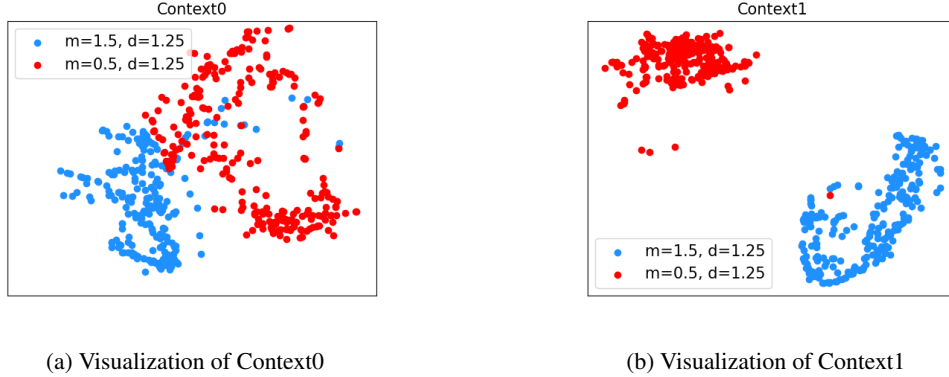 Context0
m=1.5, d=1.25
m=0.5, d=1.25
(a) Visualization of Context0
Context1
m=1.5, d=1.25
m=0.5, d=1.25
(b) Visualization of Context1